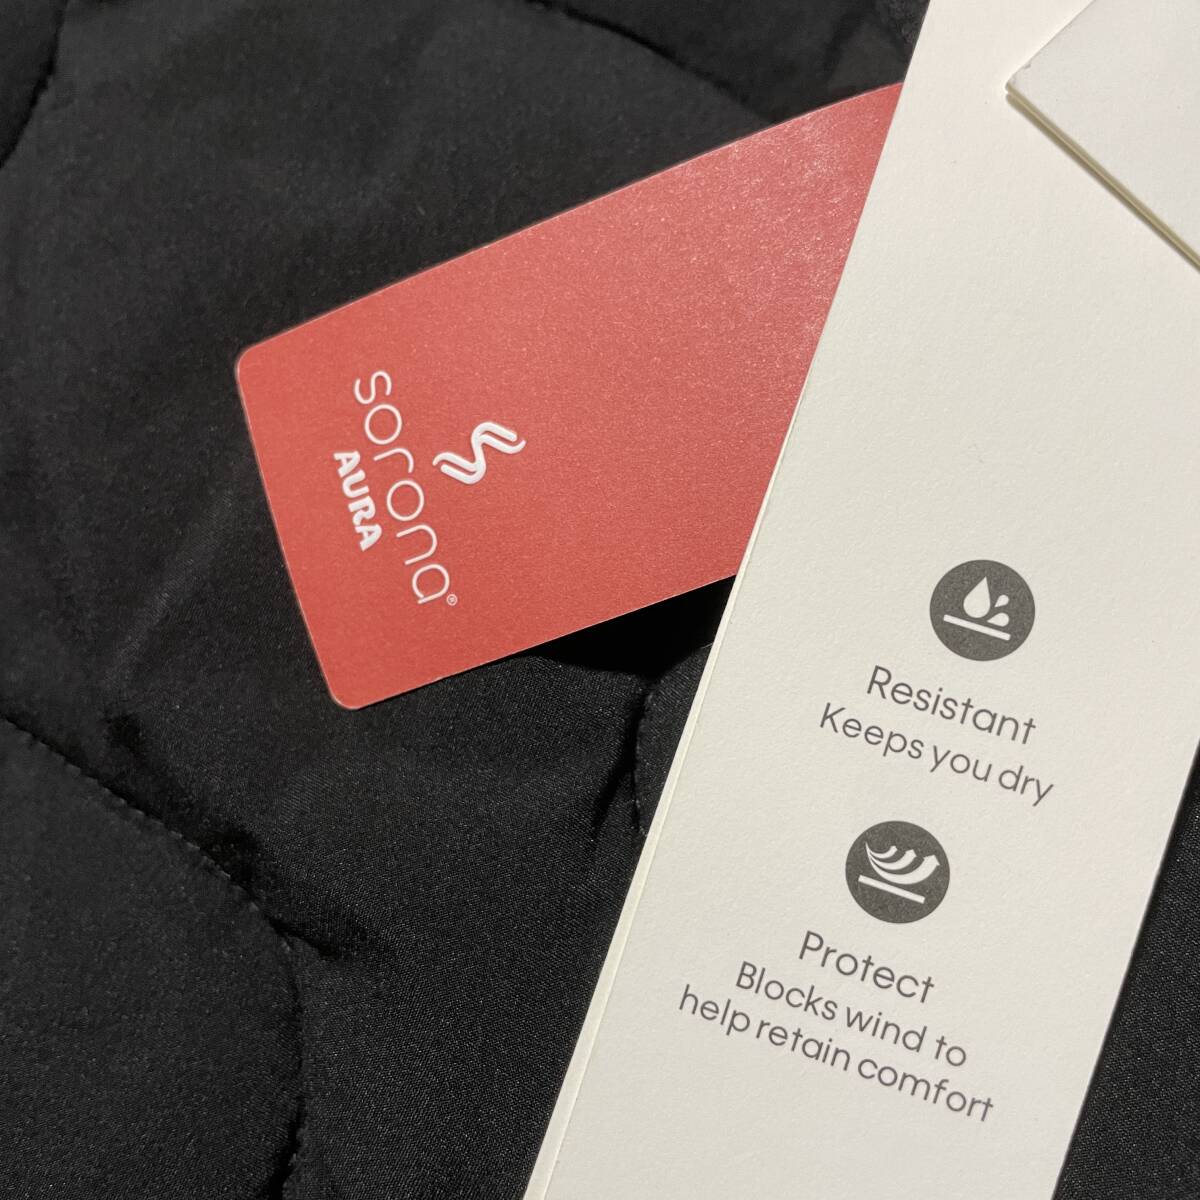 sorona®
AURA
Resistant
Keeps you dry
Protect
Blocks wind to
help retain comfort